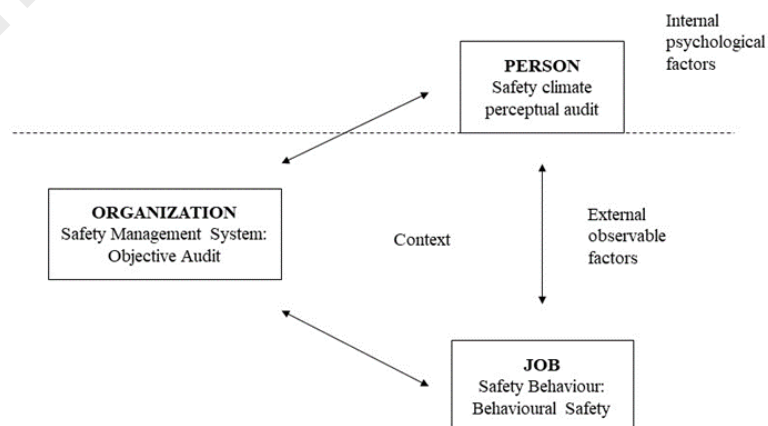 Internal
psychological
factors
PERSON
Safety climate
perceptual audit
ORGANIZATION
Safety Management System:
Objective Audit
Context
External
observable
factors
JOB
Safety Behaviour:
Behavioural Safety